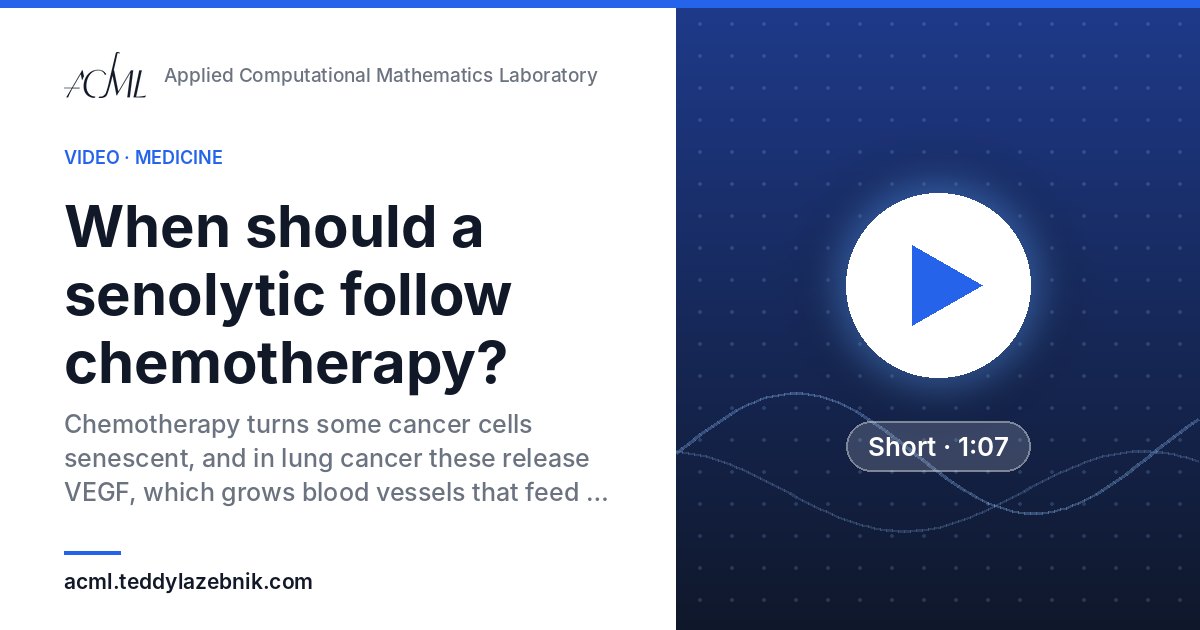 ACML Applied Computational Mathematics Laboratory
VIDEO · MEDICINE
When should a
senolytic follow
chemotherapy?
Chemotherapy turns some cancer cells
senescent, and in lung cancer these release
VEGF, which grows blood vessels that feed ...
acml.teddylazebnik.com
Short · 1:07